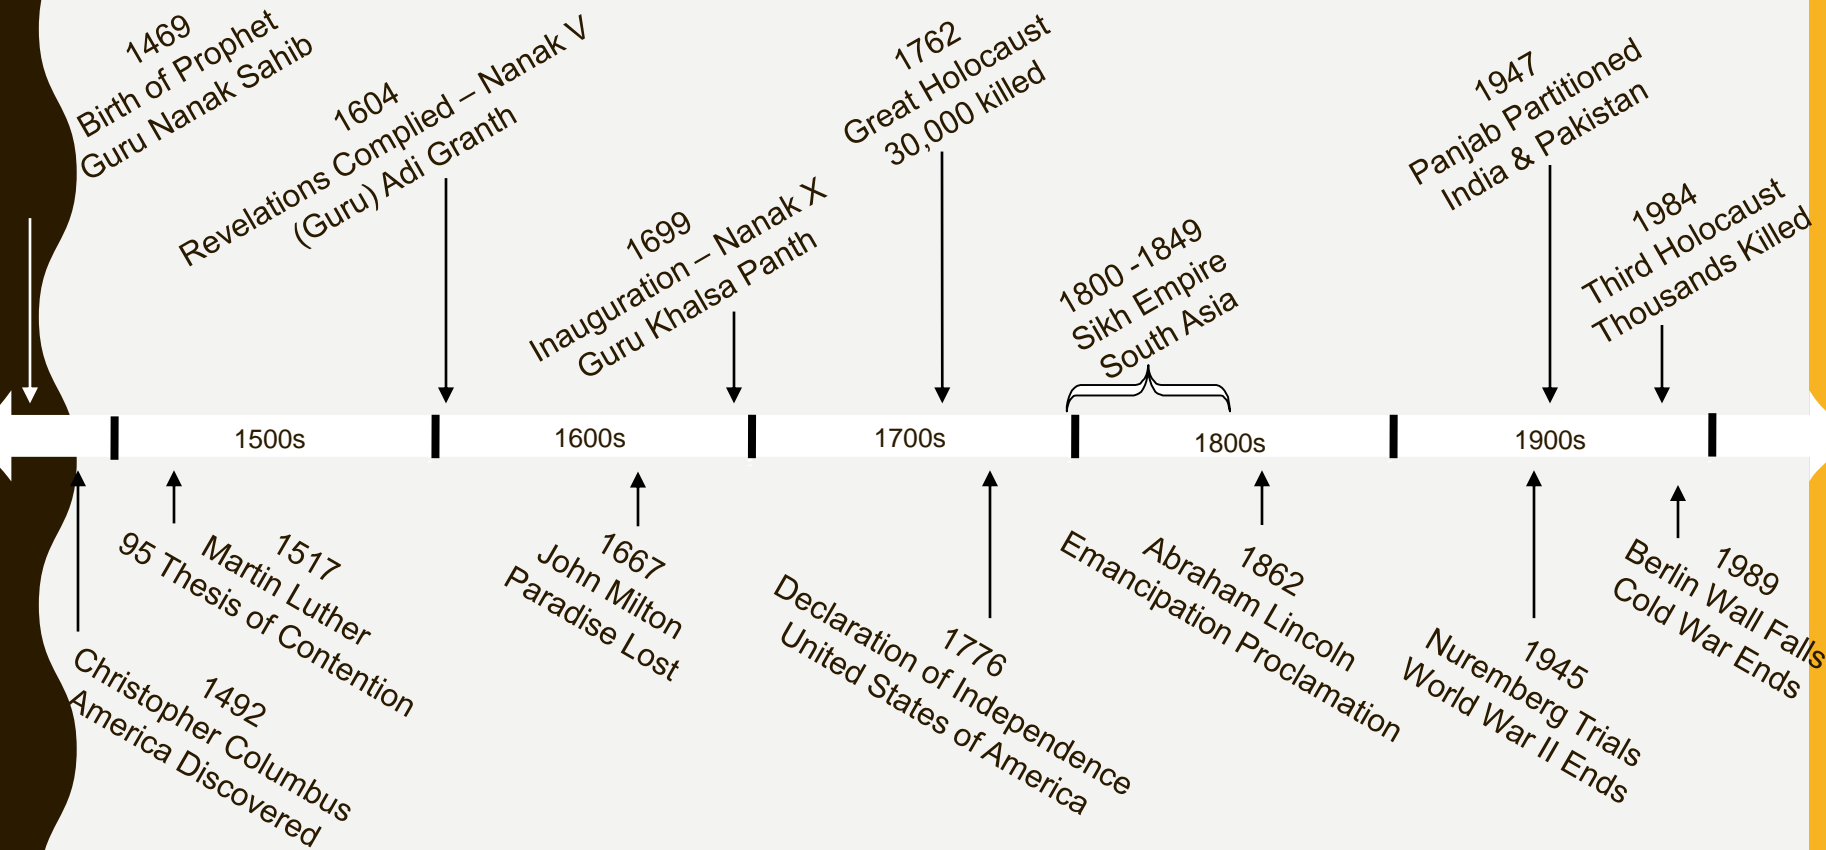 1469
Birth of Prophet
Guru Nanak Sahib
1604
Revelations Complied – Nanak V
(Guru) Adi Granth
1699
Inauguration – Nanak X
Guru Khalsa Panth
1762
Great Holocaust
30,000 killed
1800 -1849
Sikh Empire
South Asia
1947
Panjab Partitioned
India & Pakistan
1984
Third Holocaust
Thousands Killed
1500s
1600s
1700s
1800s
1900s
1492
Christopher Columbus
America Discovered
1517
Martin Luther
95 Thesis of Contention
1667
John Milton
Paradise Lost
1776
Declaration of Independence
United States of America
1862
Abraham Lincoln
Emancipation Proclamation
1945
Nuremberg Trials
World War II Ends
1989
Berlin Wall Falls
Cold War Ends